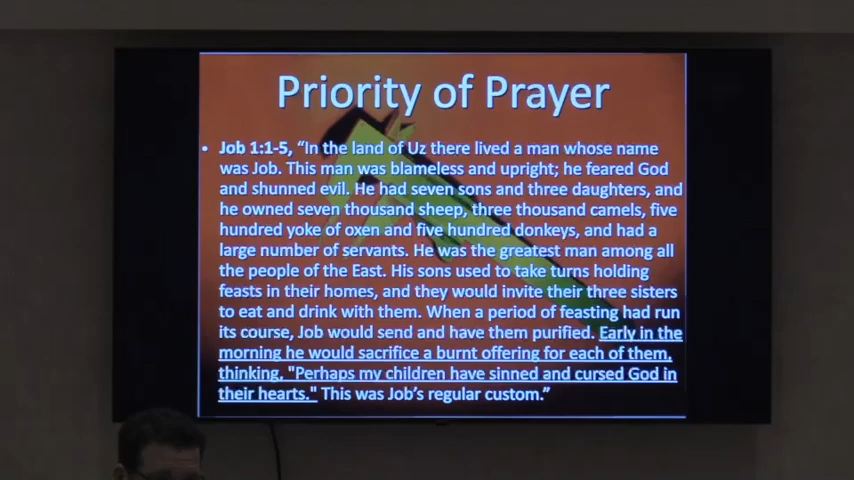 Priority of Prayer
• Job 1:1-5, “In the land of Uz there lived a man whose name
was Job. This man was blameless and upright; he feared God
and shunned evil. He had seven sons and three daughters, and
he owned seven thousand sheep, three thousand camels, five
hundred yoke of oxen and five hundred donkeys, and had a
large number of servants. He was the greatest man among all
the people of the East. His sons used to take turns holding
feasts in their homes, and they would invite their three sisters
to eat and drink with them. When a period of feasting had run
its course, Job would send and have them purified. Early in the
morning he would sacrifice a burnt offering for each of them,
thinking, "Perhaps my children have sinned and cursed God in
their hearts." This was Job’s regular custom.”